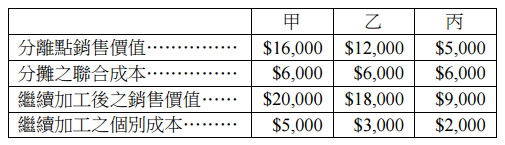 甲 乙 丙
分離點銷售價值…………… $16,000 $12,000 $5,000
分攤之聯合成本…………… $6,000 $6,000 $6,000
繼續加工後之銷售價值…… $20,000 $18,000 $9,000
繼續加工之個別成本……… $5,000 $3,000 $2,000